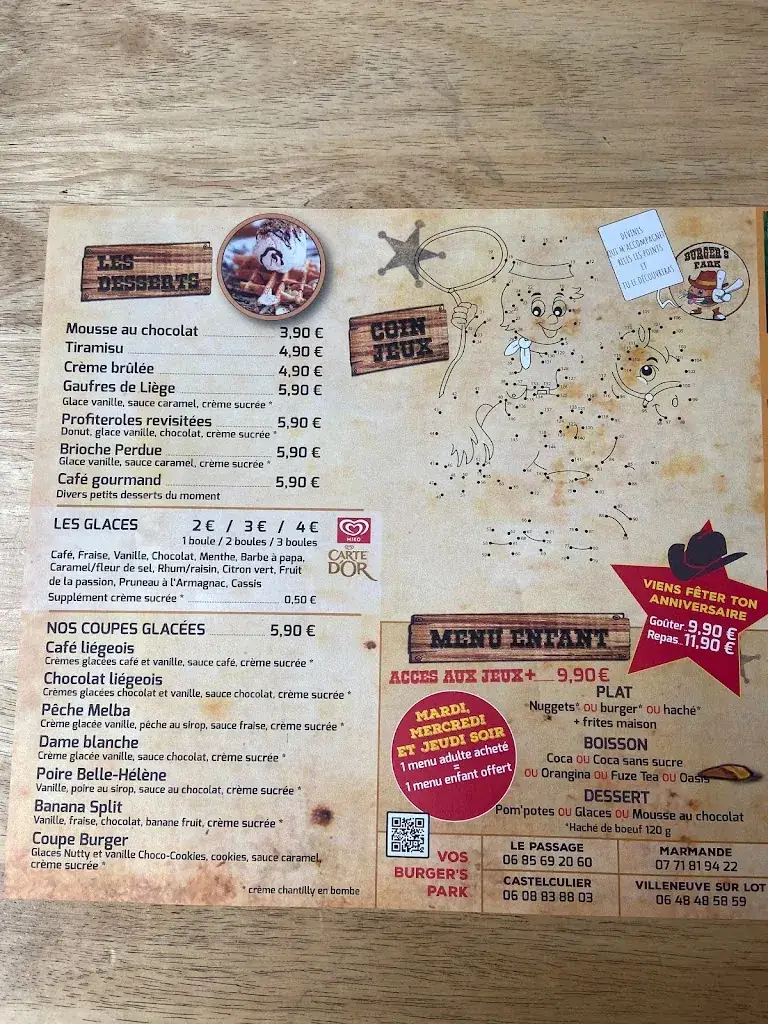 LES
DESSERTS
Mousse au chocolat 3,90 €
Tiramisu 4,90 €
Crème brûlée 4,90 €
Gaufres de Liège 5,90 €
Glace vanille, sauce caramel, crème sucrée *
Profiteroles revisitées 5,90 €
Donut, glace vanille, chocolat, crème sucrée *
Brioche Perdue 5,90 €
Glace vanille, sauce caramel, crème sucrée *
Café gourmand 5,90 €
Divers petits desserts du moment
LES GLACES 2 € / 3 € / 4 €
1 boule / 2 boules / 3 boules
MIKO
CARTE
D'OR
Café, Fraise, Vanille, Chocolat, Menthe, Barbe à papa,
Caramel/fleur de sel, Rhum/raisin, Citron vert, Fruit
de la passion, Pruneau à l'Armagnac, Cassis
Supplément crème sucrée * 0,50 €
NOS COUPES GLACÉES 5,90 €
Café liégeois
Crèmes glacées café et vanille, sauce café, crème sucrée *
Chocolat liégeois
Crèmes glacées chocolat et vanille, sauce chocolat, crème sucrée *
Pêche Melba
Crème glacée vanille, pêche au sirop, sauce fraise, crème sucrée *
Dame blanche
Crème glacée vanille, sauce chocolat, crème sucrée *
Poire Belle-Hélène
Vanille, poire au sirop, sauce au chocolat, crème sucrée *
Banana Split
Vanille, fraise, chocolat, banane fruit, crème sucrée *
Coupe Burger
Glaces Nutty et vanille Choco-Cookies, cookies, sauce caramel,
crème sucrée *
* crème chantilly en bombe
COIN
JEUX
DEVINES
QUI M'ACCOMPAGNE
RELIS LES POINTS
ET
TU LE DÉCOUVRIRAS
BURGER'S
PARK
VIENS FÊTER TON
ANNIVERSAIRE
Goûter 9,90 €
Repas 11,90 €
MENU ENFANT
ACCES AUX JEUX+ 9,90 €
PLAT
Nuggets* OU burger* OU haché*
+ frites maison
BOISSON
Coca OU Coca sans sucre
OU Orangina OU Fuze Tea OU Oasis
DESSERT
Pom'potes OU Glaces OU Mousse au chocolat
*Haché de boeuf 120 g
MARDI,
MERCREDI
ET JEUDI SOIR
1 menu adulte acheté
=
1 menu enfant offert
VOS
BURGER'S
PARK
LE PASSAGE
06 85 69 20 60
MARMANDE
07 71 81 94 22
CASTELCULIER
06 08 83 88 03
VILLENEUVE SUR LOT
06 48 48 58 59